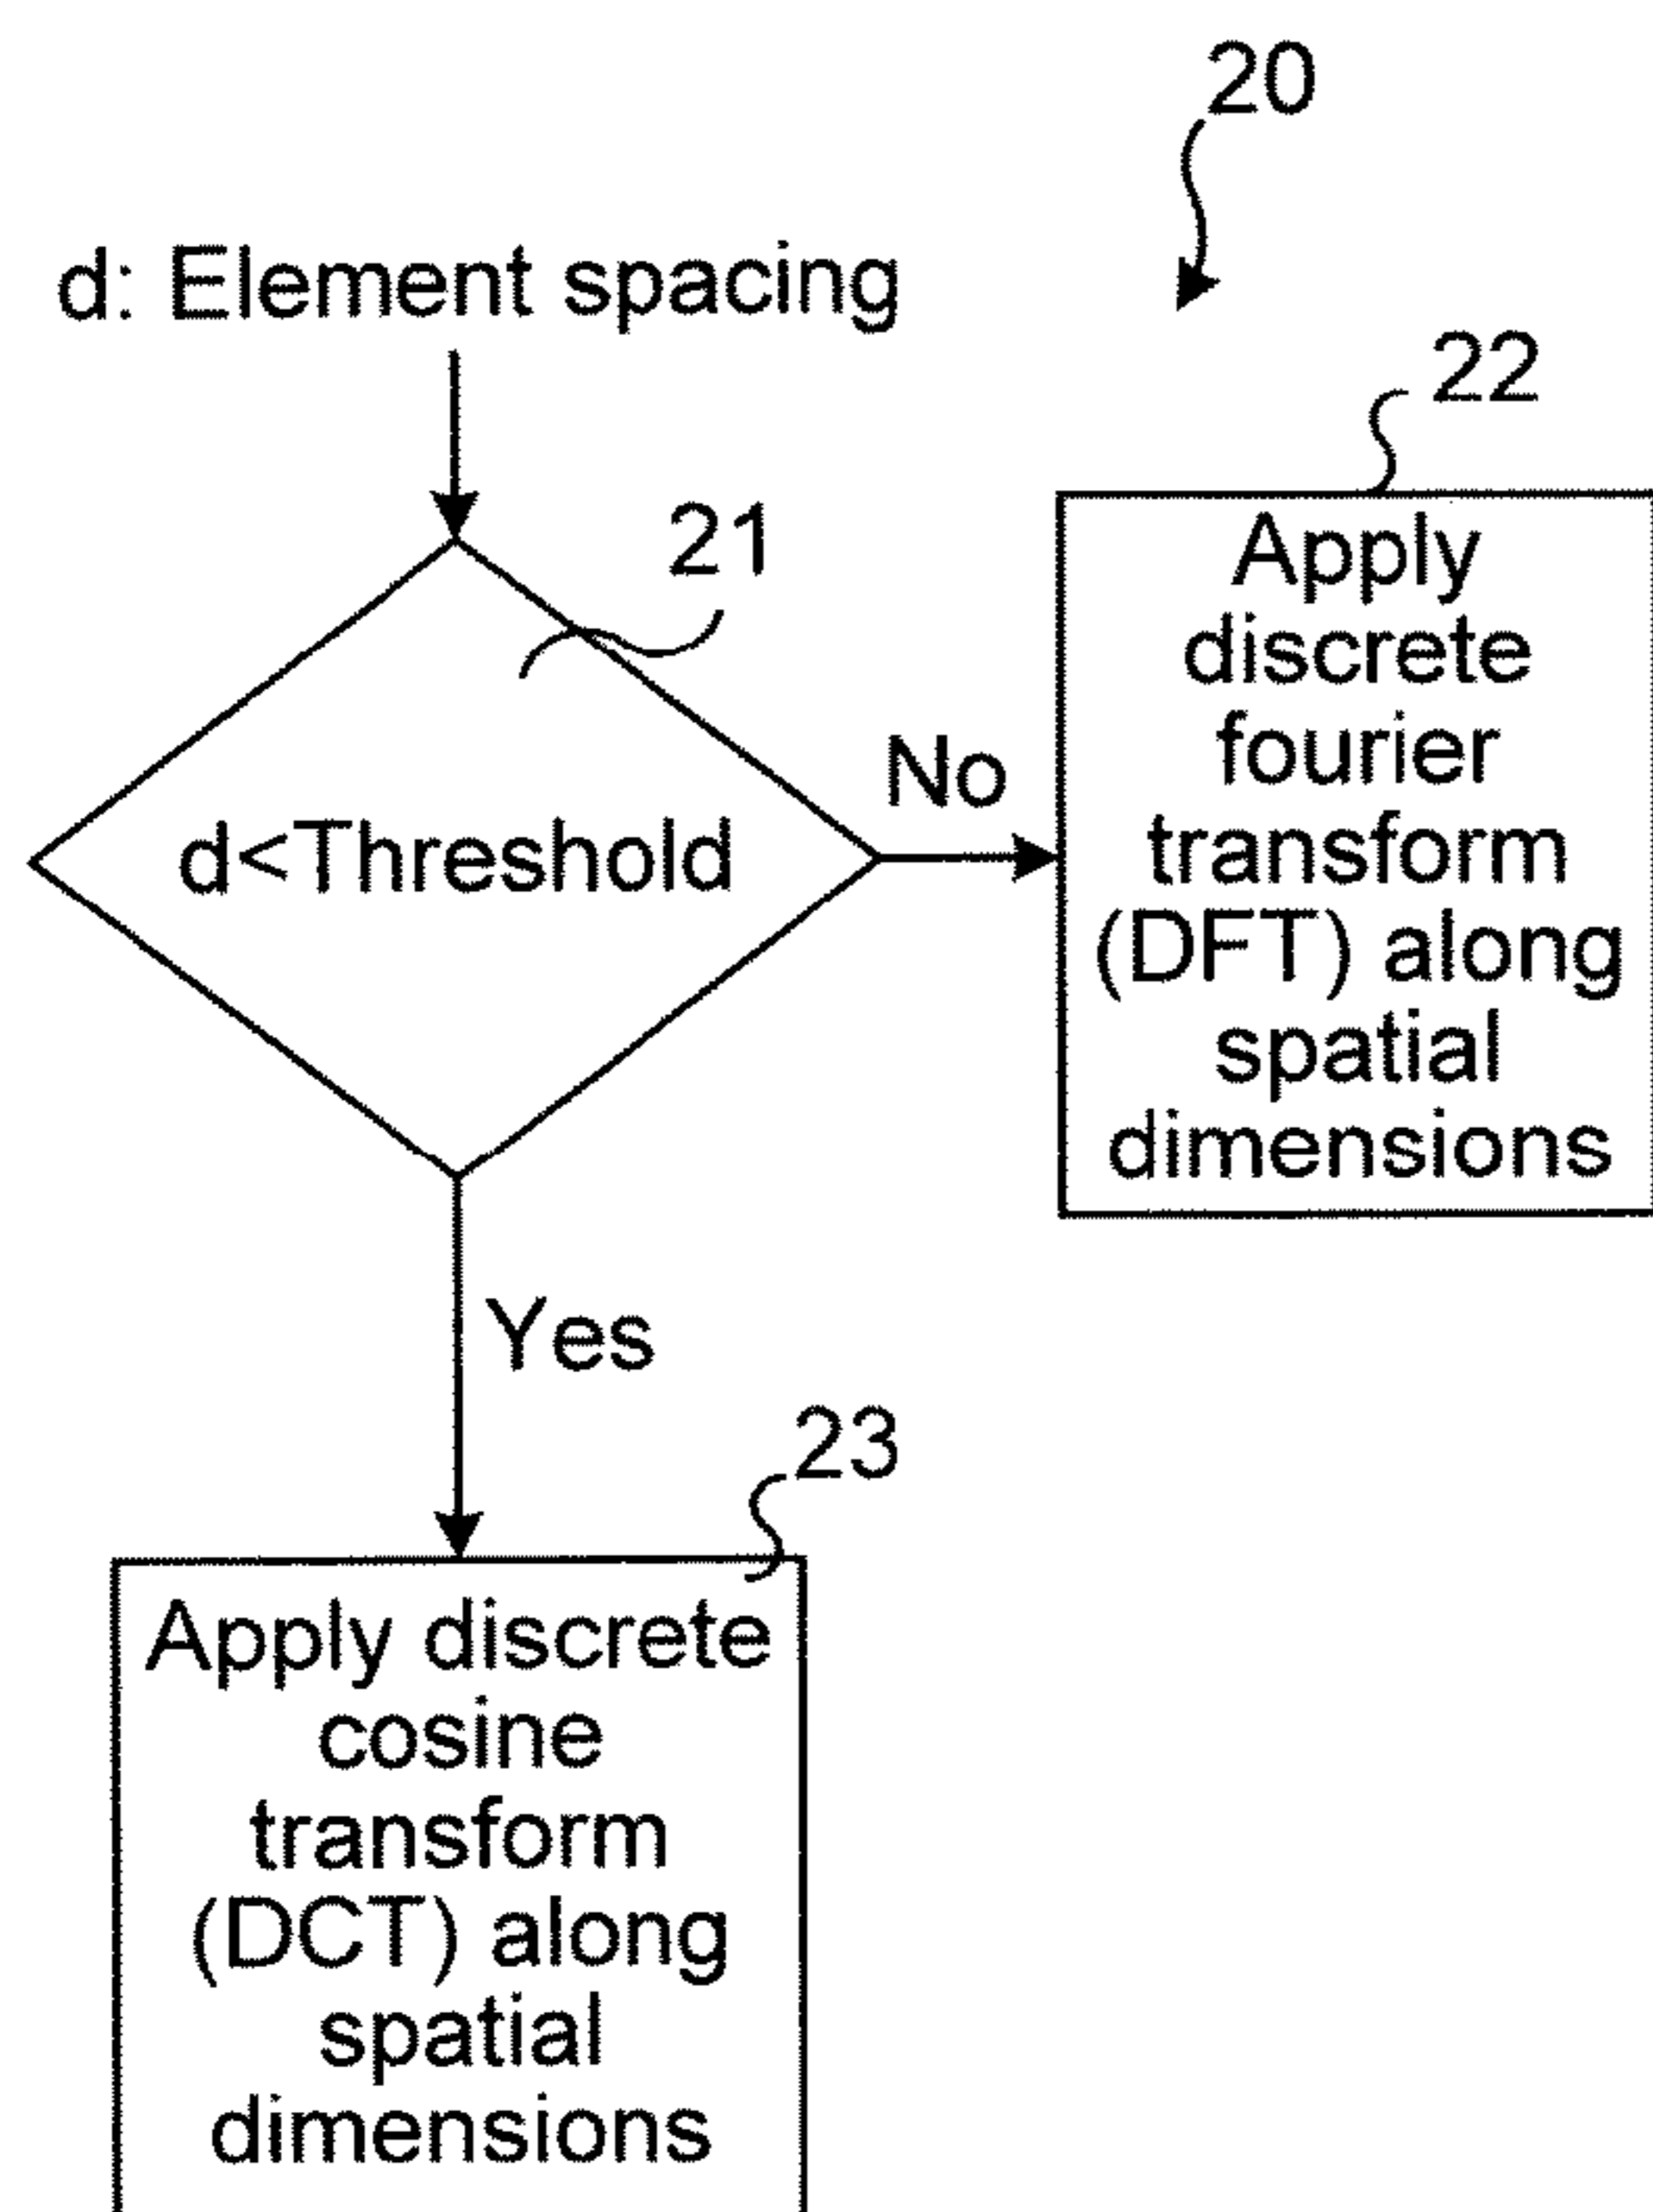 20
d: Element spacing
22
21
Apply
discrete
fourier
transform
(DFT) along
spatial
dimensions
No
d<Threshold
Yes
23
Apply discrete
cosine
transform
(DCT) along
spatial
dimensions